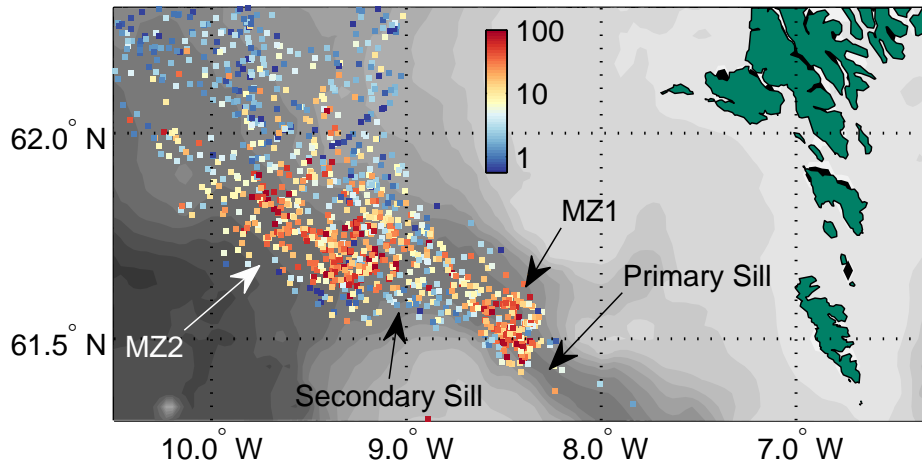 100
10
1
62.0° N
MZ1
Primary Sill
61.5° N
MZ2
Secondary Sill
10.0° W
9.0° W
8.0° W
7.0° W